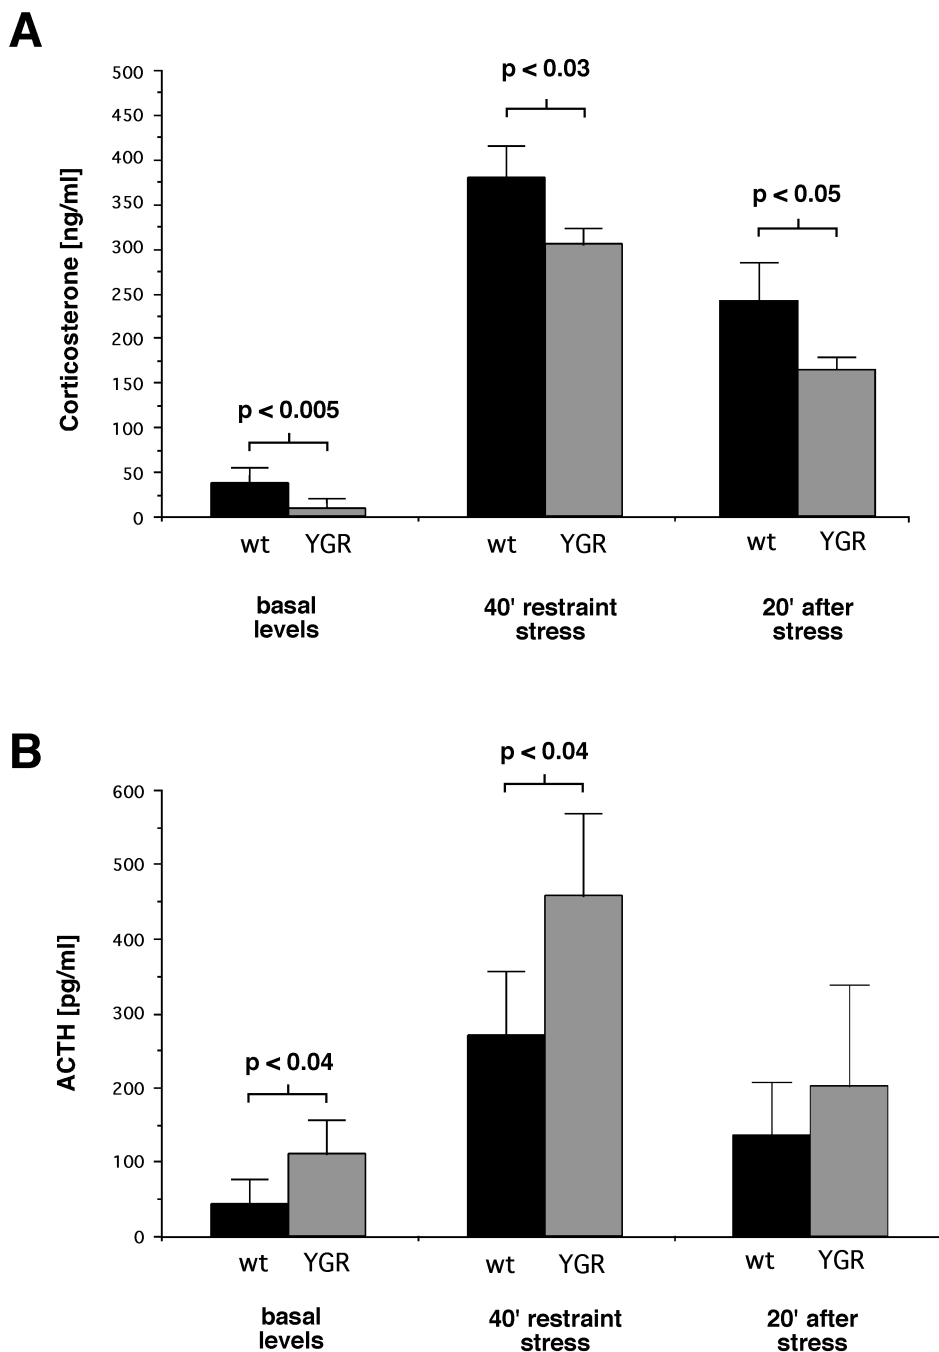 A
p < 0.03
500
450
400
350
300
250
200
150
100
50
0
Corticosterone [ng/ml]
p < 0.05
p < 0.005
wt YGR wt YGR wt YGR
basal
levels
40' restraint
stress
20' after
stress
B
p < 0.04
600
500
400
300
200
100
0
ACTH [pg/ml]
p < 0.04
wt YGR wt YGR wt YGR
basal
levels
40' restraint
stress
20' after
stress